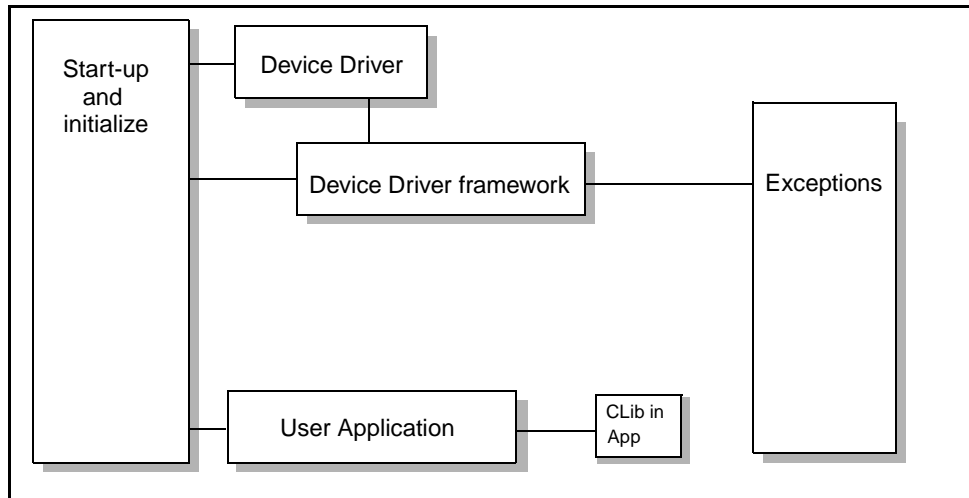 Start-up
and
initialize
Device Driver
Device Driver framework
Exceptions
User Application
CLib in
App